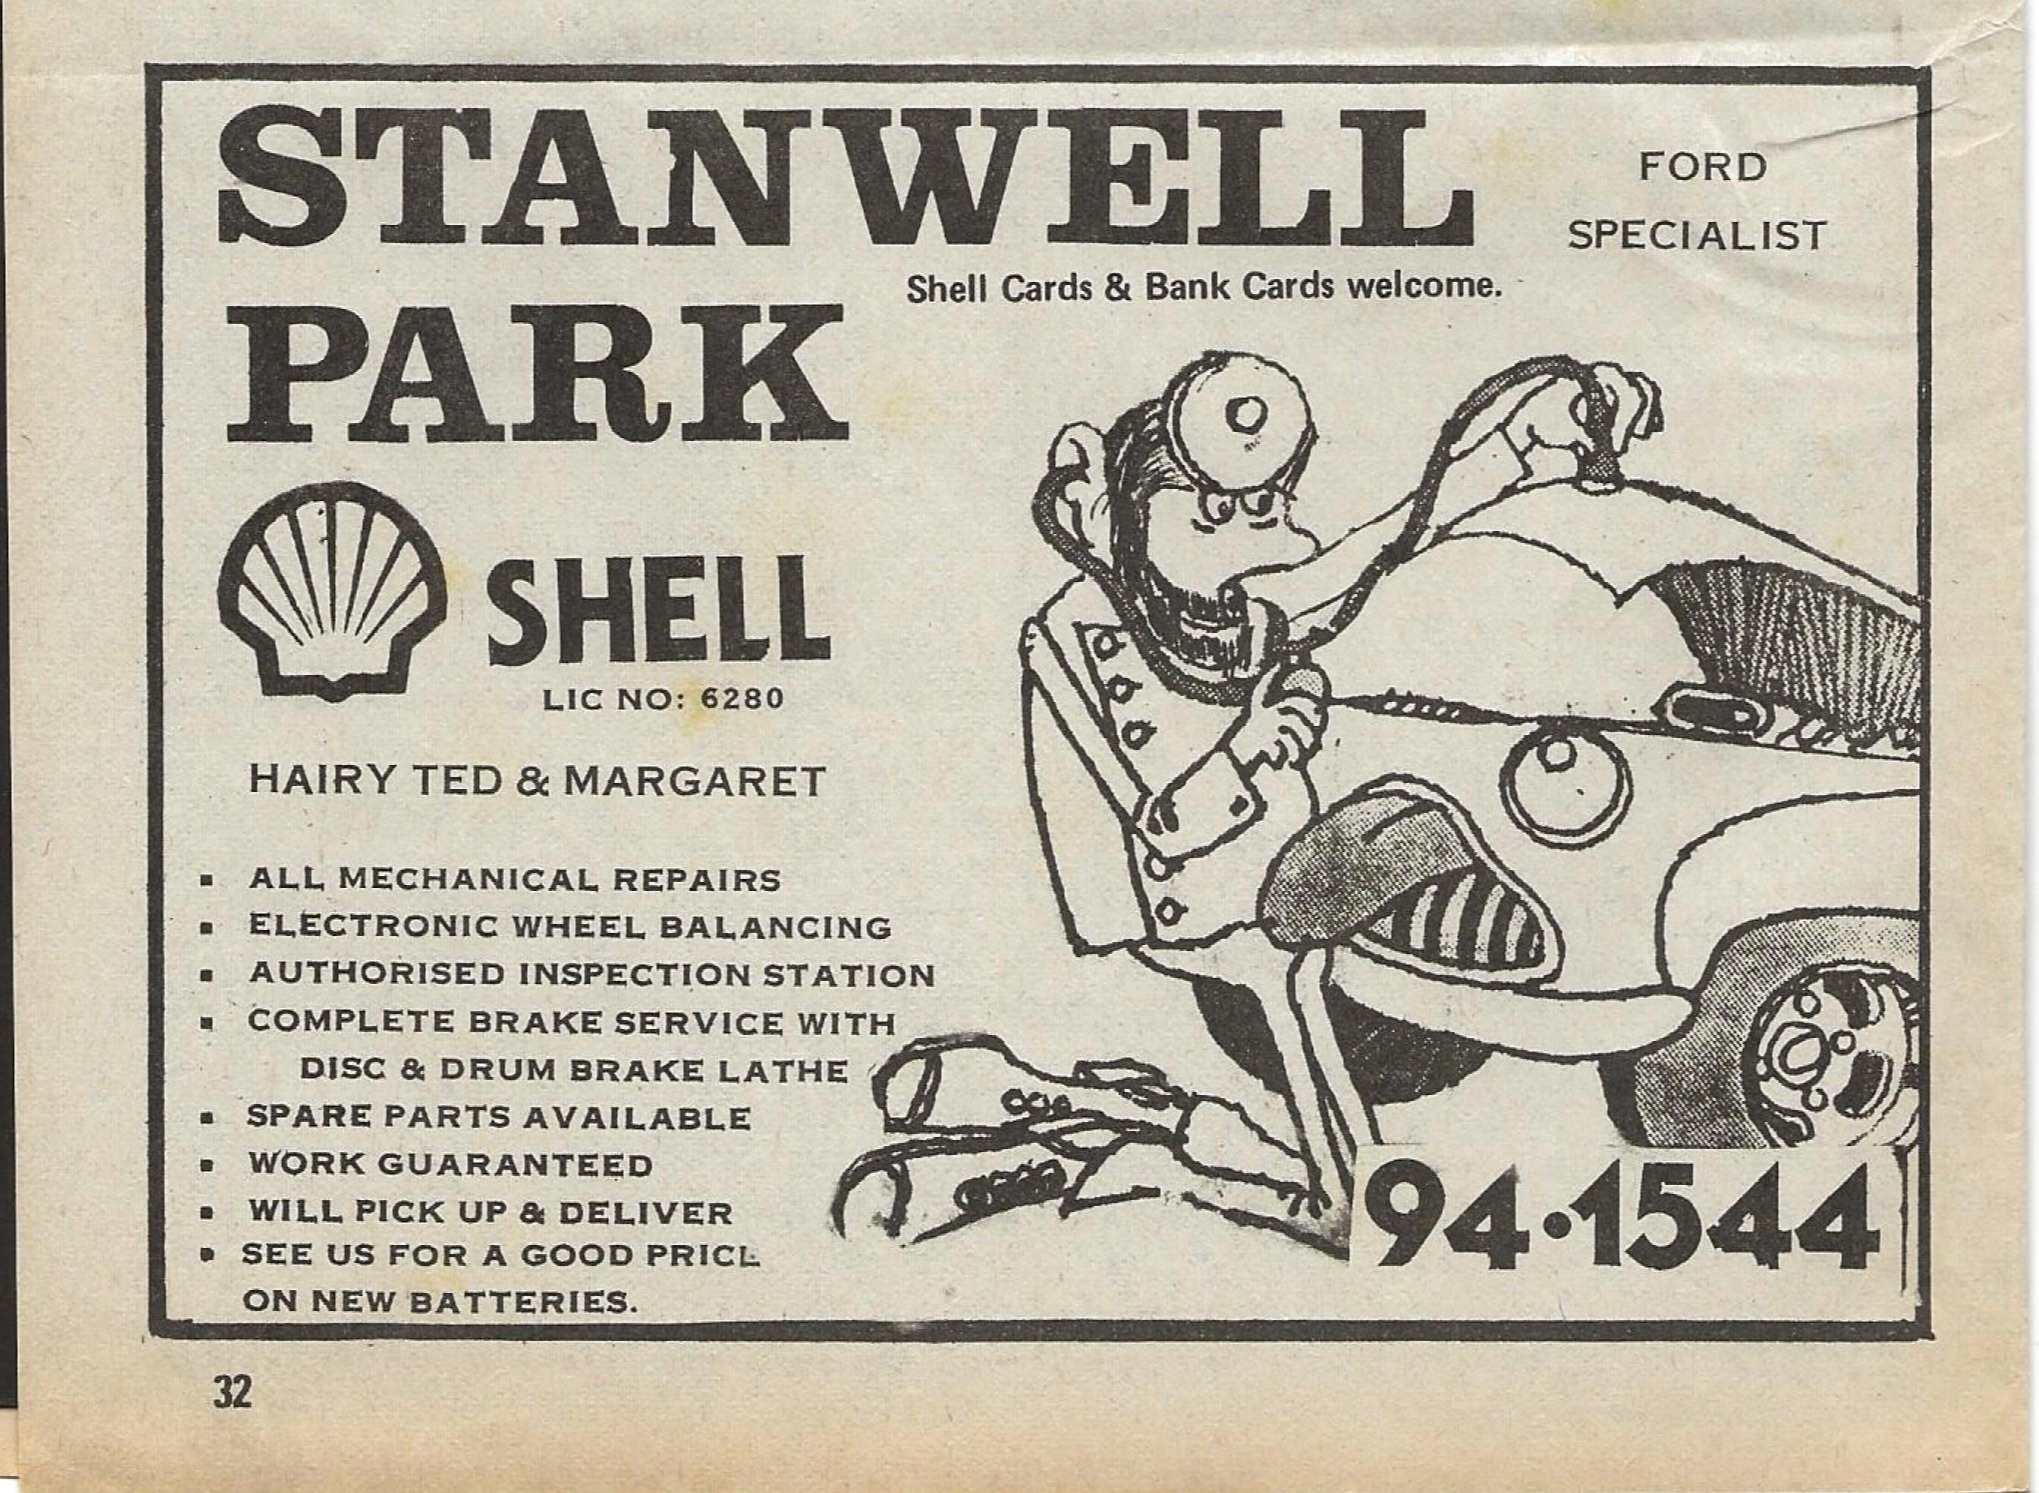 STANWELL
PARK
FORD
SPECIALIST
Shell Cards & Bank Cards welcome.
SHELL
LIC NO: 6280
HAIRY TED & MARGARET
▪ ALL MECHANICAL REPAIRS
▪ ELECTRONIC WHEEL BALANCING
▪ AUTHORISED INSPECTION STATION
▪ COMPLETE BRAKE SERVICE WITH
DISC & DRUM BRAKE LATHE
▪ SPARE PARTS AVAILABLE
▪ WORK GUARANTEED
▪ WILL PICK UP & DELIVER
• SEE US FOR A GOOD PRICE
ON NEW BATTERIES.
94·1544
32